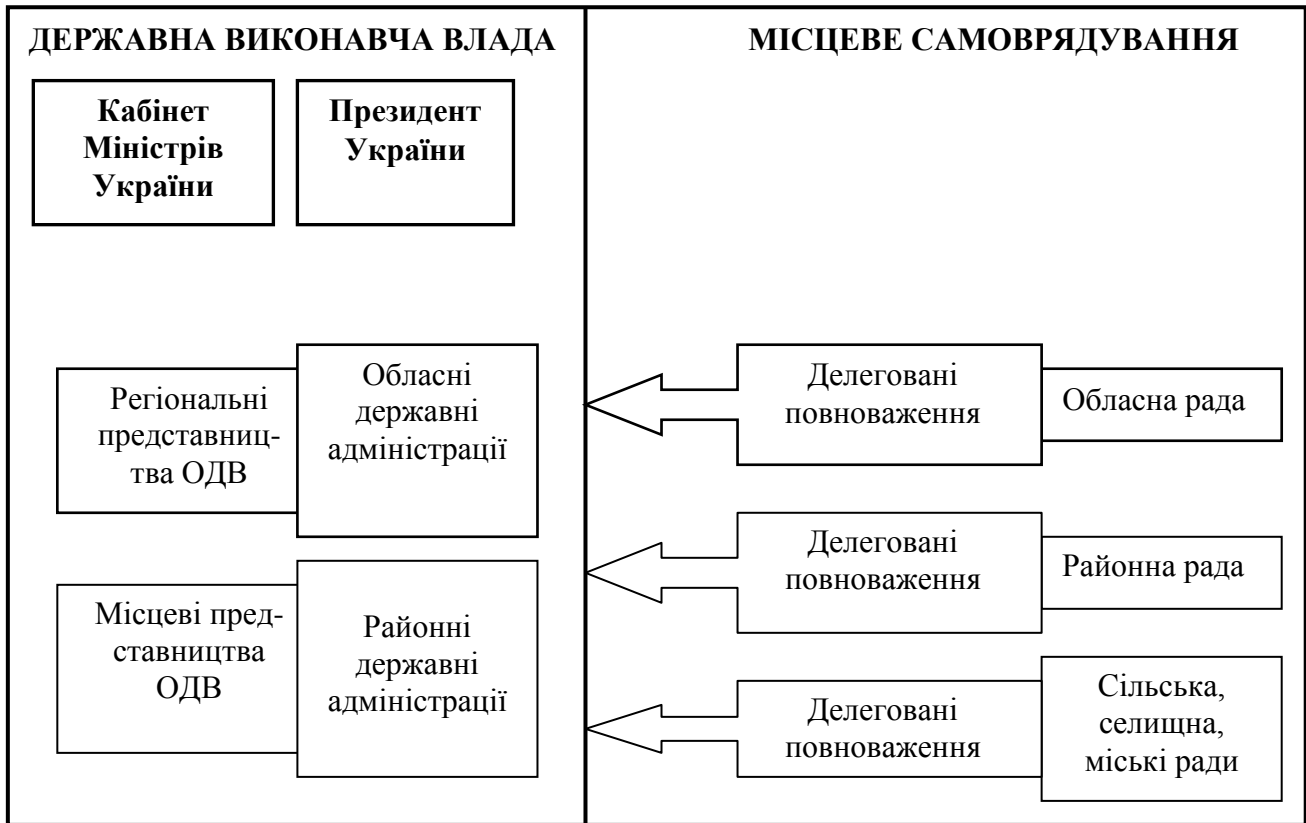 ДЕРЖАВНА ВИКОНАВЧА ВЛАДА
Кабінет
Міністрів
України
Президент
України
Регіональні
представниц-
тва ОДВ
Обласні
державні
адміністрації
Місцеві пред-
ставництва
ОДВ
Районні
державні
адміністрації
МІСЦЕВЕ САМОВРЯДУВАННЯ
Делеговані
повноваження
Обласна рада
Делеговані
повноваження
Районна рада
Делеговані
повноваження
Сільська,
селищна,
міські ради